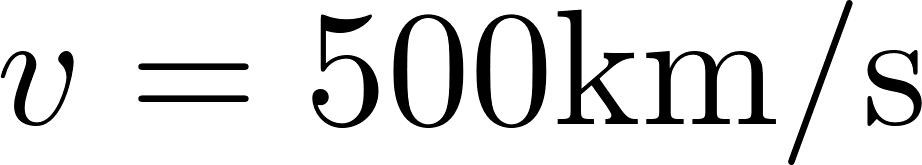 v = 500km/s